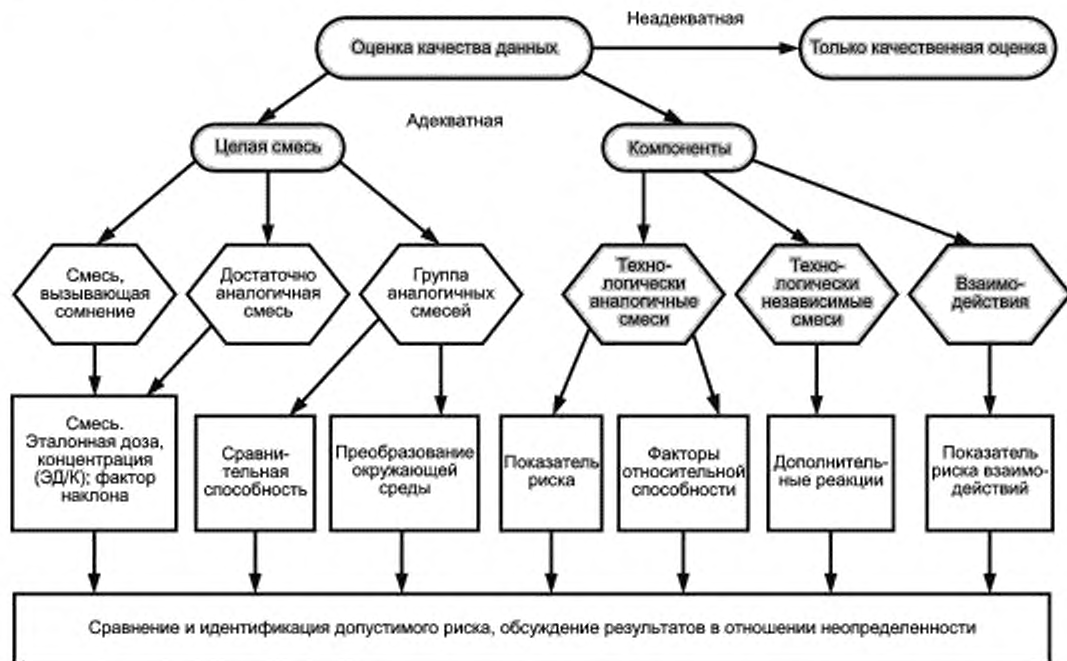 Неадекватная
Оценка качества данных
Только качественная оценка
Адекватная
Целая смесь
Компоненты
Смесь,
вызывающая
сомнение
Достаточно
аналогичная
смесь
Группа
аналогичных
смесей
Техно-
логически
аналогичные
смеси
Техно-
логически
независимые
смеси
Взаимо-
действия
Смесь.
Эталонная доза,
концентрация
(ЭД/К); фактор
наклона
Сравни-
тельная
способность
Преобразование
окружающей
среды
Показатель
риска
Факторы
относительной
способности
Дополнитель-
ные реакции
Показатель
риска взаимо-
действий
Сравнение и идентификация допустимого риска, обсуждение результатов в отношении неопределенности